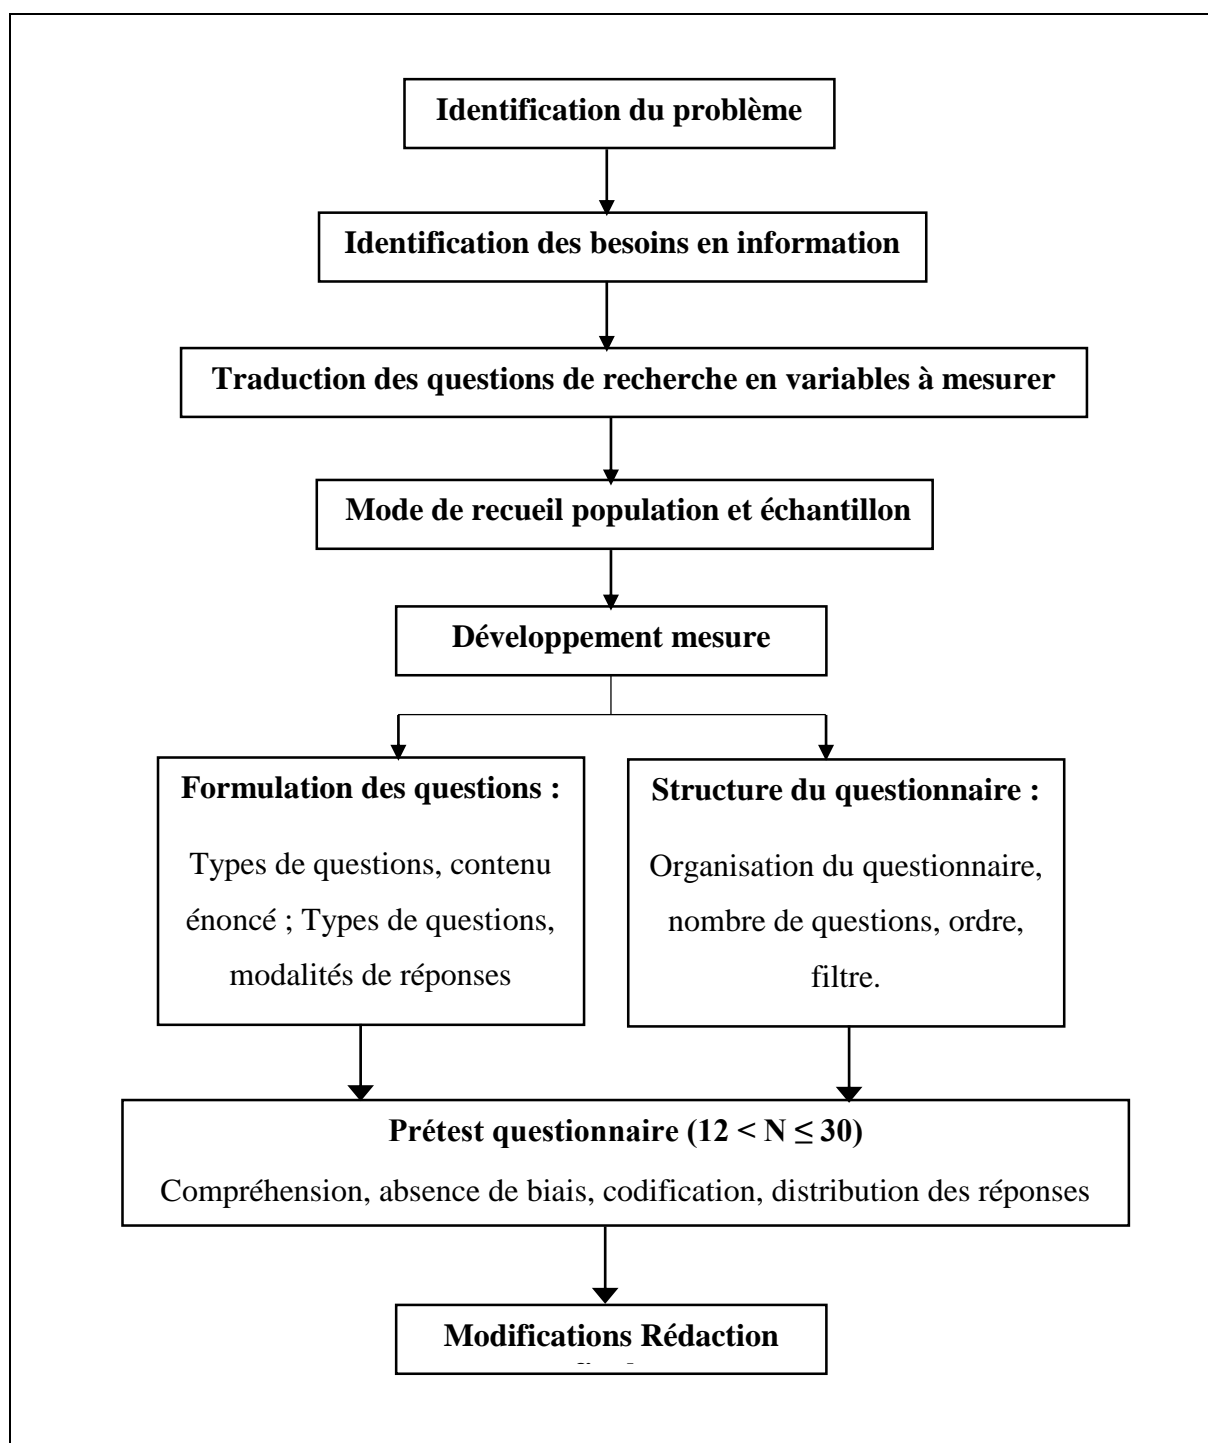 Identification du problème
Identification des besoins en information
Traduction des questions de recherche en variables à mesurer
Mode de recueil population et échantillon
Développement mesure
Formulation des questions :
Types de questions, contenu
énoncé ; Types de questions,
modalités de réponses
Structure du questionnaire :
Organisation du questionnaire,
nombre de questions, ordre,
filtre.
Prétest questionnaire (12 < N ≤ 30)
Compréhension, absence de biais, codification, distribution des réponses
Modifications Rédaction